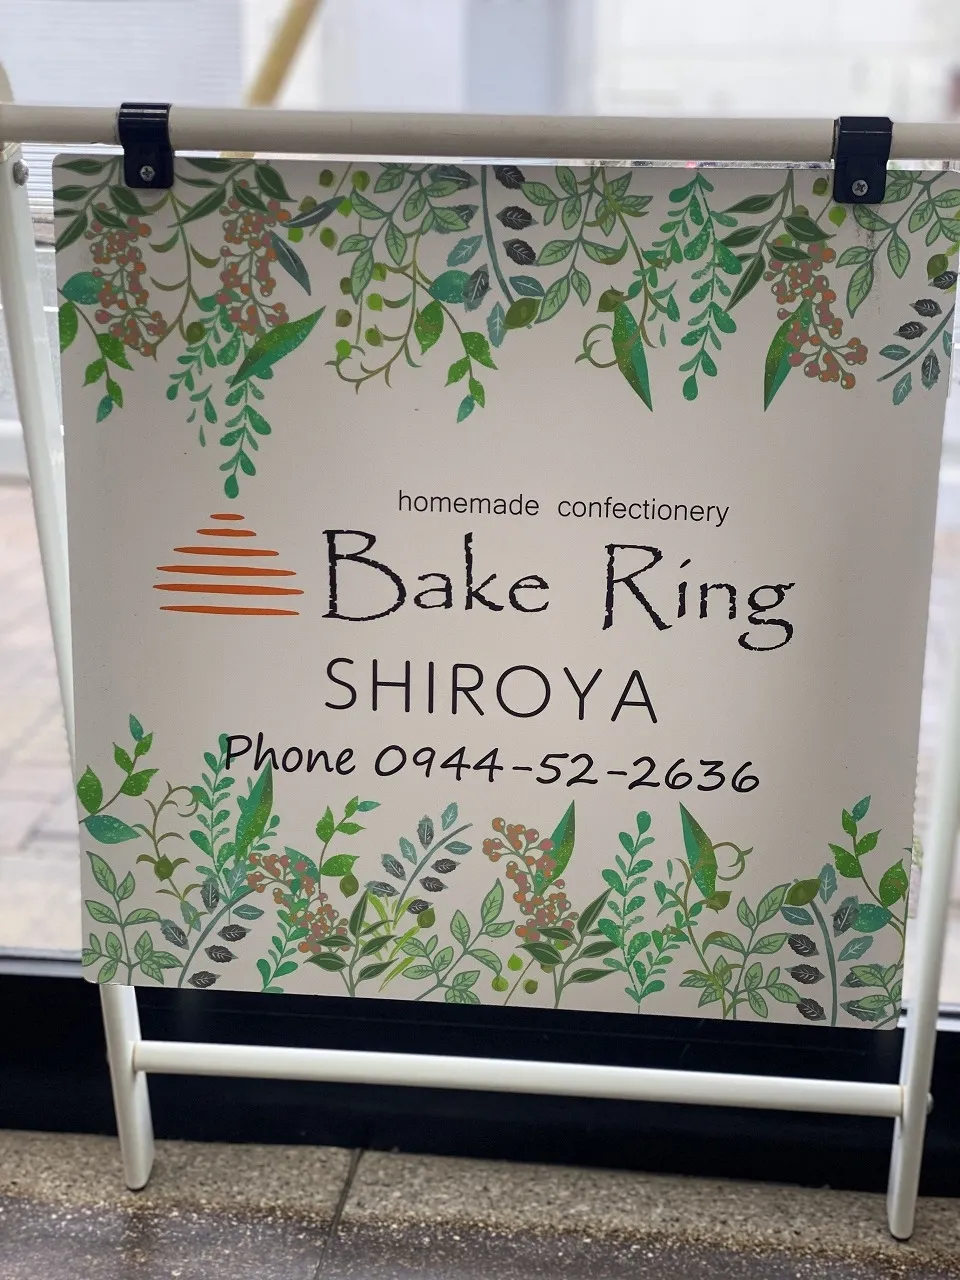 homemade confectionery
Bake Ring
SHIROYA
Phone 0944-52-2636